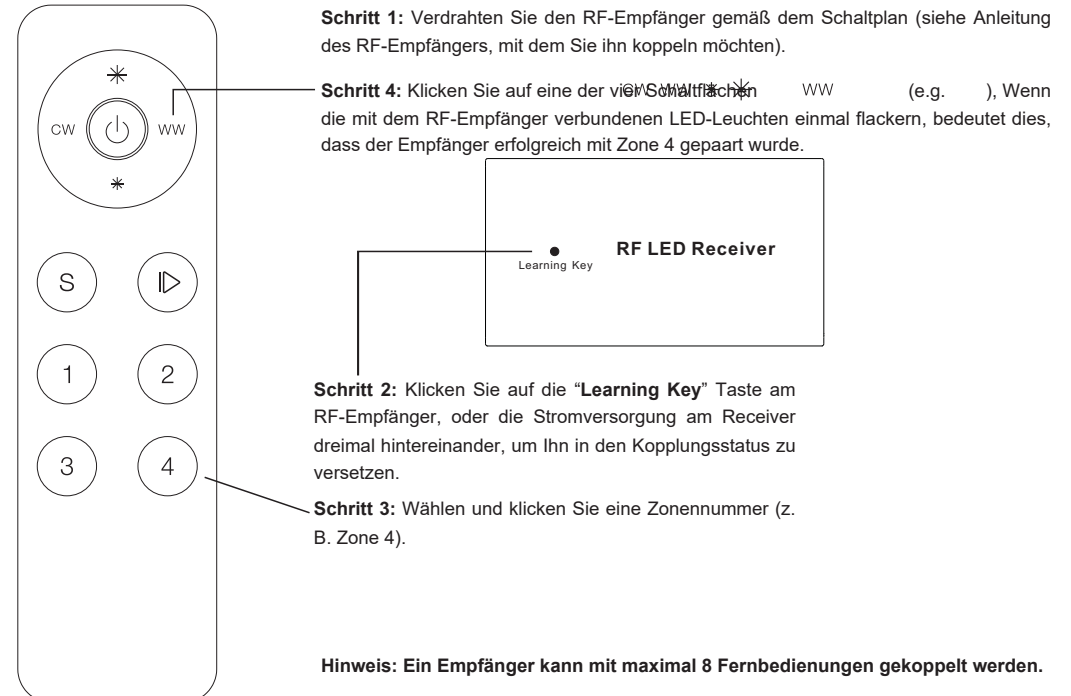 Schritt 1: Verdrahten Sie den RF-Empfänger gemäß dem Schaltplan (siehe Anleitung
des RF-Empfängers, mit dem Sie ihn koppeln möchten).
Schritt 4: Klicken Sie auf eine der vier Schaltflächen CW WW WW (e.g. ), Wenn
die mit dem RF-Empfänger verbundenen LED-Leuchten einmal flackern, bedeutet dies,
dass der Empfänger erfolgreich mit Zone 4 gepaart wurde.
CW
WW
RF LED Receiver
Learning Key
S
1
2
3
4
Schritt 2: Klicken Sie auf die “Learning Key” Taste am
RF-Empfänger, oder die Stromversorgung am Receiver
dreimal hintereinander, um Ihn in den Kopplungsstatus zu
versetzen.
Schritt 3: Wählen und klicken Sie eine Zonennummer (z.
B. Zone 4).
Hinweis: Ein Empfänger kann mit maximal 8 Fernbedienungen gekoppelt werden.